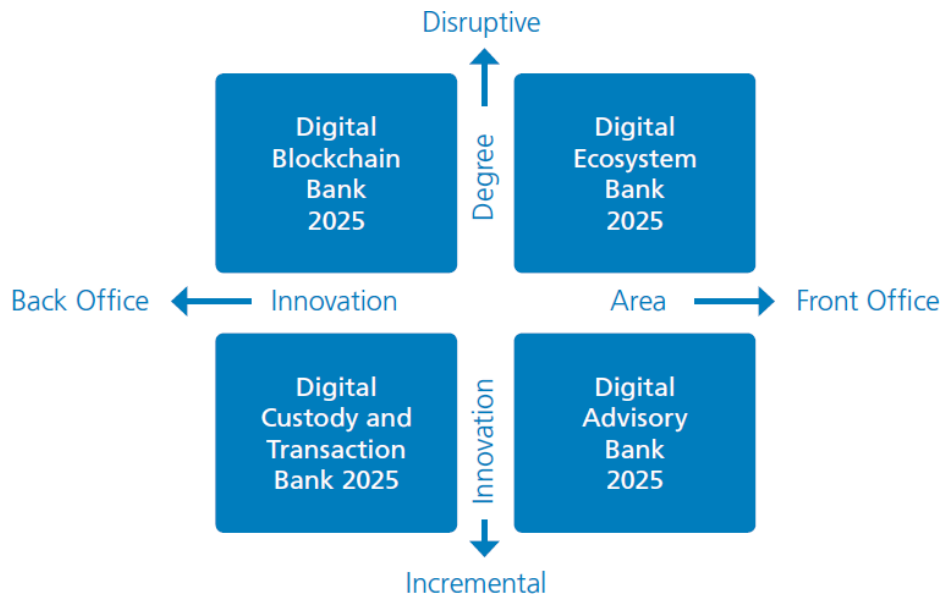 Disruptive
Digital
Blockchain
Bank
2025
Degree
Digital
Ecosystem
Bank
2025
Back Office
Innovation
Area
Front Office
Digital
Custody and
Transaction
Bank 2025
Innovation
Digital
Advisory
Bank
2025
Incremental